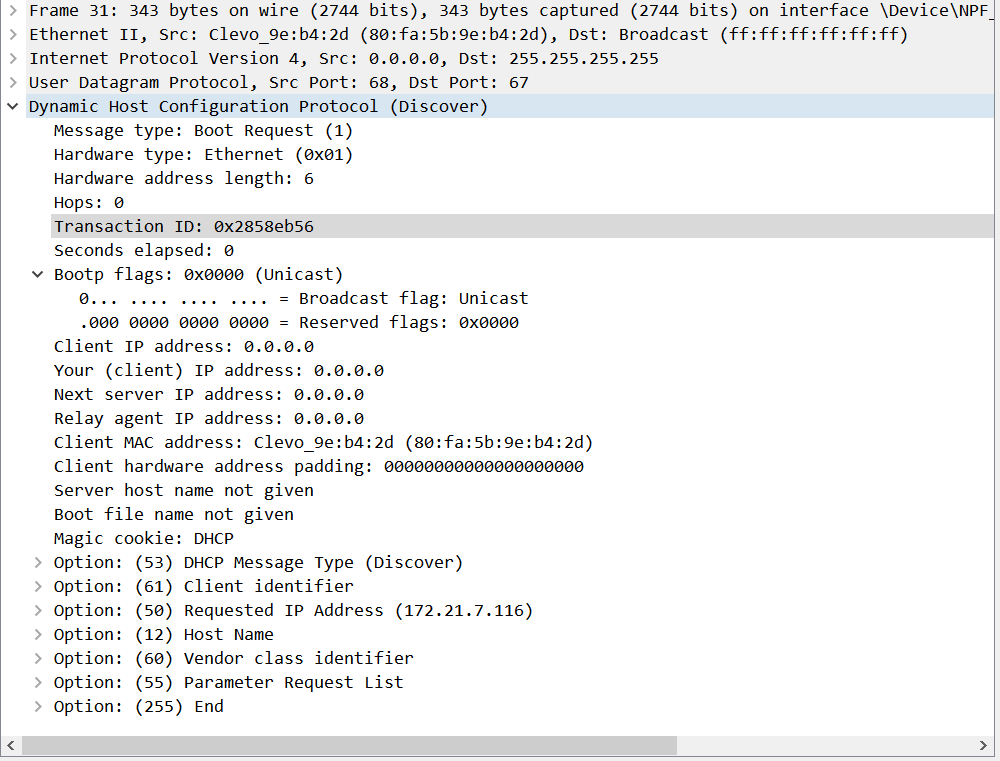 Frame 31: 343 bytes on wire (2744 bits), 343 bytes captured (2744 bits) on interface \Device\NPF_
Ethernet II, Src: Clevo_9e:b4:2d (80:fa:5b:9e:b4:2d), Dst: Broadcast (ff:ff:ff:ff:ff:ff)
Internet Protocol Version 4, Src: 0.0.0.0, Dst: 255.255.255.255
User Datagram Protocol, Src Port: 68, Dst Port: 67
Dynamic Host Configuration Protocol (Discover)
Message type: Boot Request (1)
Hardware type: Ethernet (0x01)
Hardware address length: 6
Hops: 0
Transaction ID: 0x2858eb56
Seconds elapsed: 0
Bootp flags: 0x0000 (Unicast)
0... .... .... .... = Broadcast flag: Unicast
.000 0000 0000 0000 = Reserved flags: 0x0000
Client IP address: 0.0.0.0
Your (client) IP address: 0.0.0.0
Next server IP address: 0.0.0.0
Relay agent IP address: 0.0.0.0
Client MAC address: Clevo_9e:b4:2d (80:fa:5b:9e:b4:2d)
Client hardware address padding: 00000000000000000000
Server host name not given
Boot file name not given
Magic cookie: DHCP
Option: (53) DHCP Message Type (Discover)
Option: (61) Client identifier
Option: (50) Requested IP Address (172.21.7.116)
Option: (12) Host Name
Option: (60) Vendor class identifier
Option: (55) Parameter Request List
Option: (255) End